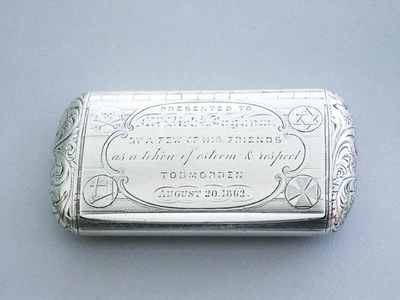 PRESENTED TO
BY A FEW OF HIS FRIENDS
as a token of esteem & respect
TODMORDEN
AUGUST 20. 1862.